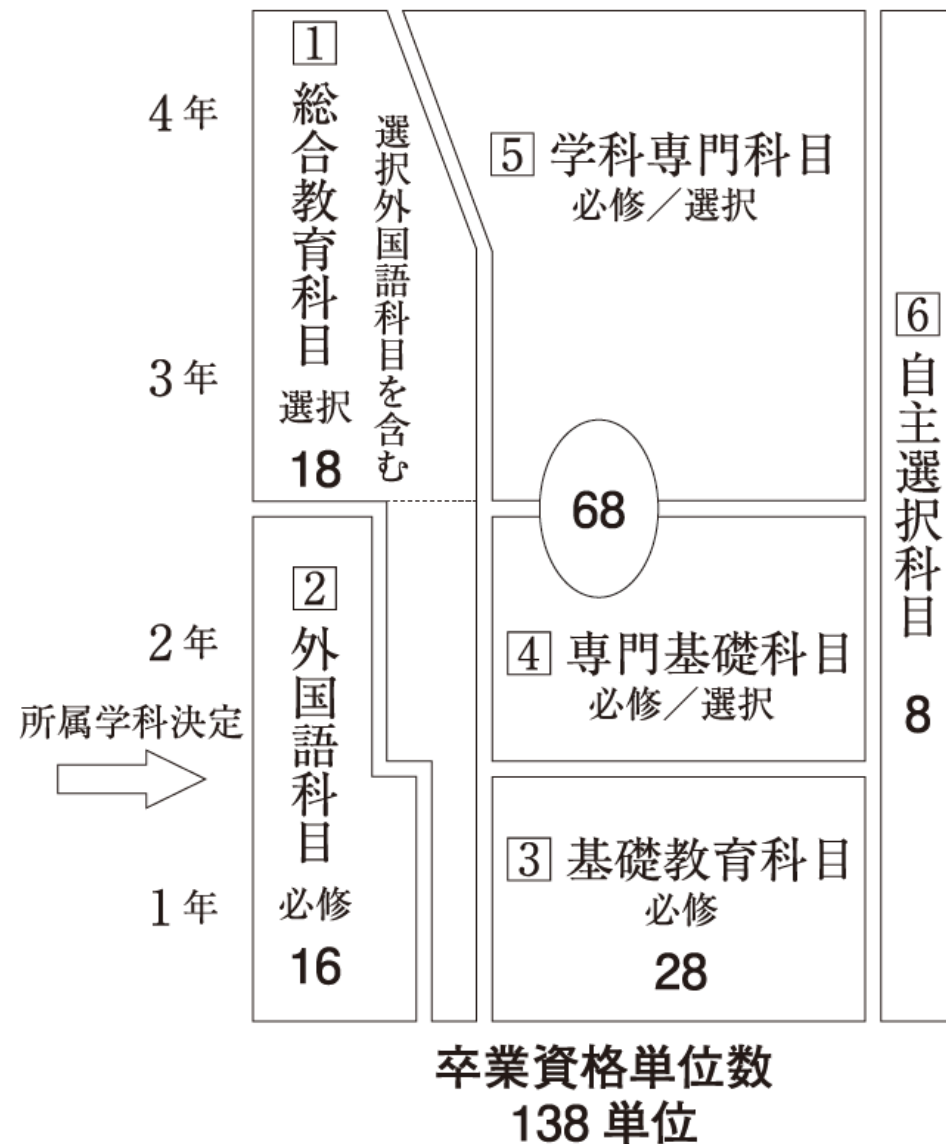 4年
3年
2年
所属学科決定
1年
1
総合教育科目
選択
18
選択外国語科目を含む
2
外国語科目
必修
16
5 学科専門科目
必修／選択
68
4 専門基礎科目
必修／選択
3 基礎教育科目
必修
28
6
自主選択科目
8
卒業資格単位数
138 単位